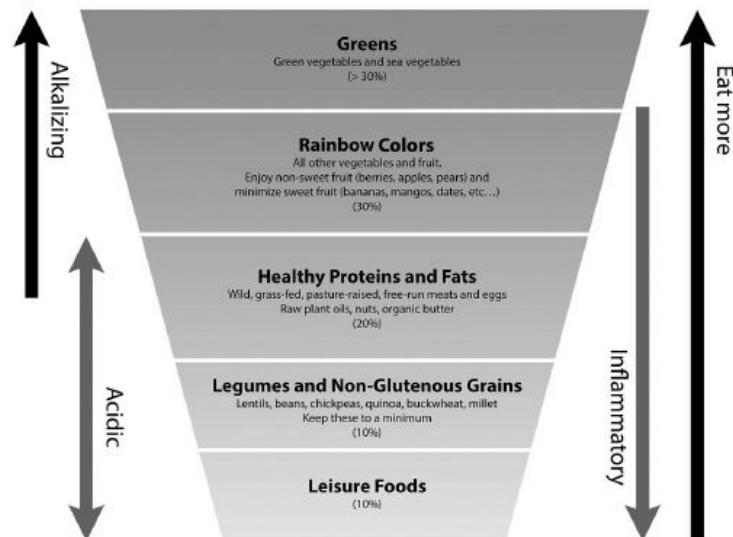 Greens
Green vegetables and sea vegetables
(> 30%)
Rainbow Colors
All other vegetables and fruit.
Enjoy non-sweet fruit (berries, apples, pears) and
minimize sweet fruit (bananas, mangos, dates, etc...)
(30%)
Healthy Proteins and Fats
Wild, grass-fed, pasture-raised, free-run meats and eggs
Raw plant oils, nuts, organic butter
(20%)
Legumes and Non-Glutenous Grains
Lentils, beans, chickpeas, quinoa, buckwheat, millet
Keep these to a minimum
(10%)
Leisure Foods
(10%)
Alkalizing
Acidic
Inflammatory
Eat more